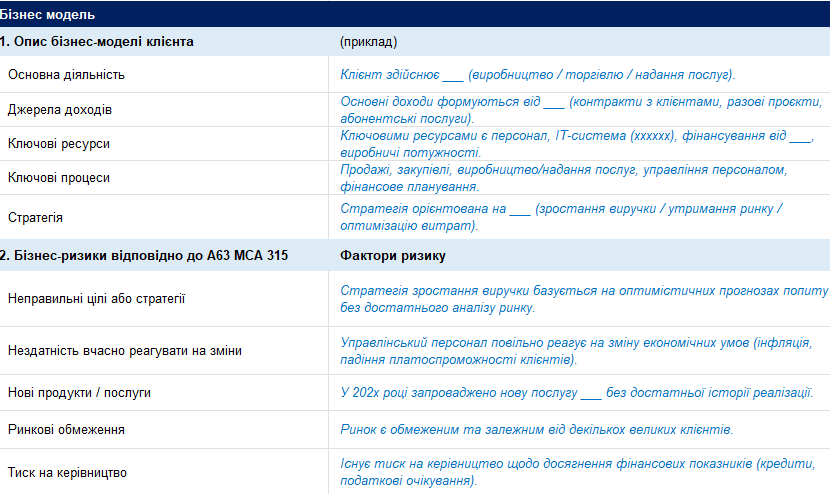 Бізнес модель
1. Опис бізнес-моделі клієнта (приклад)
Основна діяльність Клієнт здійснює ___ (виробництво / торгівлю / надання послуг).
Джерела доходів Основні доходи формуються від ___ (контракти з клієнтами, разові проєкти,
абонентські послуги).
Ключові ресурси Ключовими ресурсами є персонал, ІТ-система (хххххх), фінансування від ___,
виробничі потужності.
Ключові процеси Продажі, закупівлі, виробництво/надання послуг, управління персоналом,
фінансове планування.
Стратегія Стратегія орієнтована на ___ (зростання виручки / утримання ринку /
оптимізацію витрат).
2. Бізнес-ризики відповідно до А63 МСА 315 Фактори ризику
Неправильні цілі або стратегії Стратегія зростання виручки базується на оптимістичних прогнозах попиту
без достатнього аналізу ринку.
Нездатність вчасно реагувати на зміни Управлінський персонал повільно реагує на зміну економічних умов (інфляція,
падіння платоспроможності клієнтів).
Нові продукти / послуги У 202х році запроваджено нову послугу ___ без достатньої історії реалізації.
Ринкові обмеження Ринок є обмеженим та залежним від декількох великих клієнтів.
Тиск на керівництво Існує тиск на керівництво щодо досягнення фінансових показників (кредити,
податкові очікування).